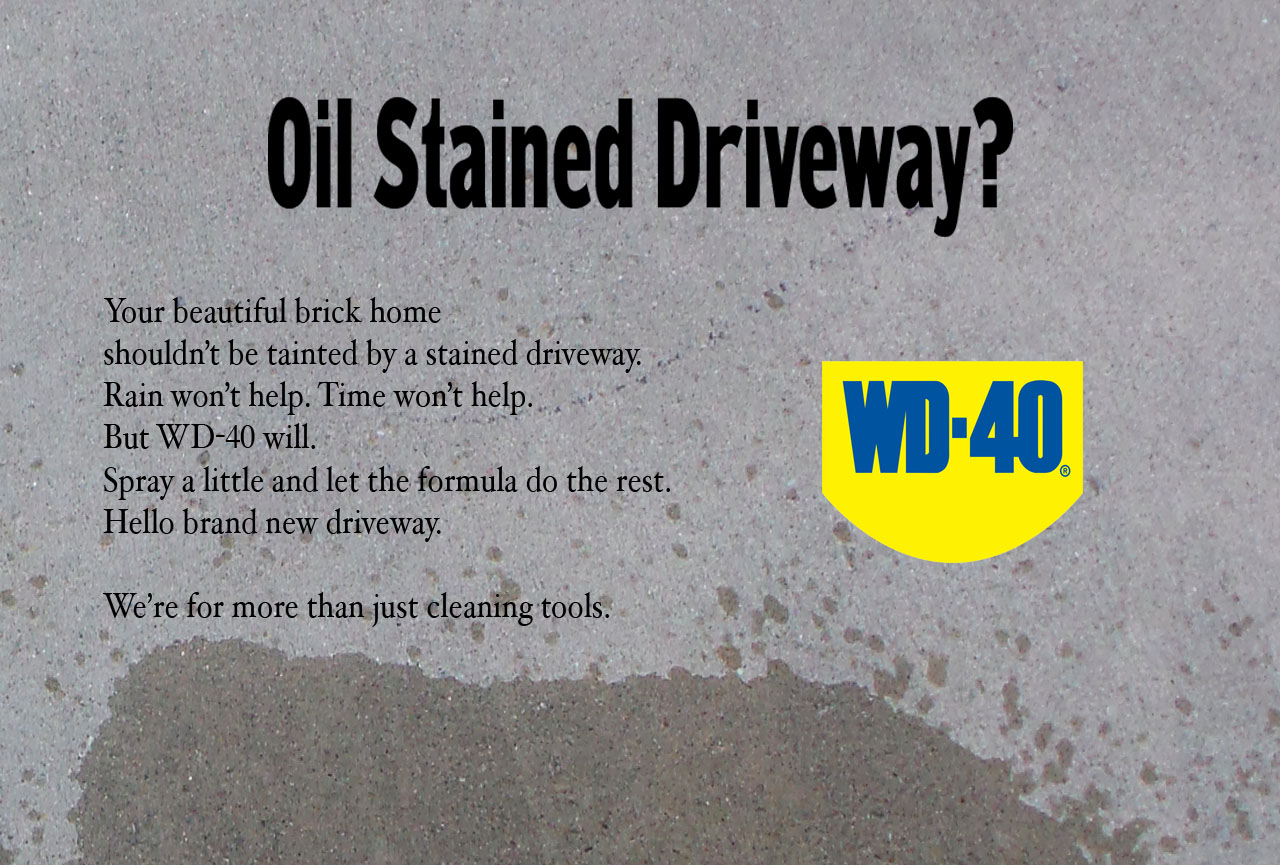 Oil Stained Driveway?
Your beautiful brick home
shouldn't be tainted by a stained driveway.
Rain won't help. Time won't help.
But WD-40 will.
Spray a little and let the formula do the rest.
Hello brand new driveway.
We're for more than just cleaning tools.
WD-40®